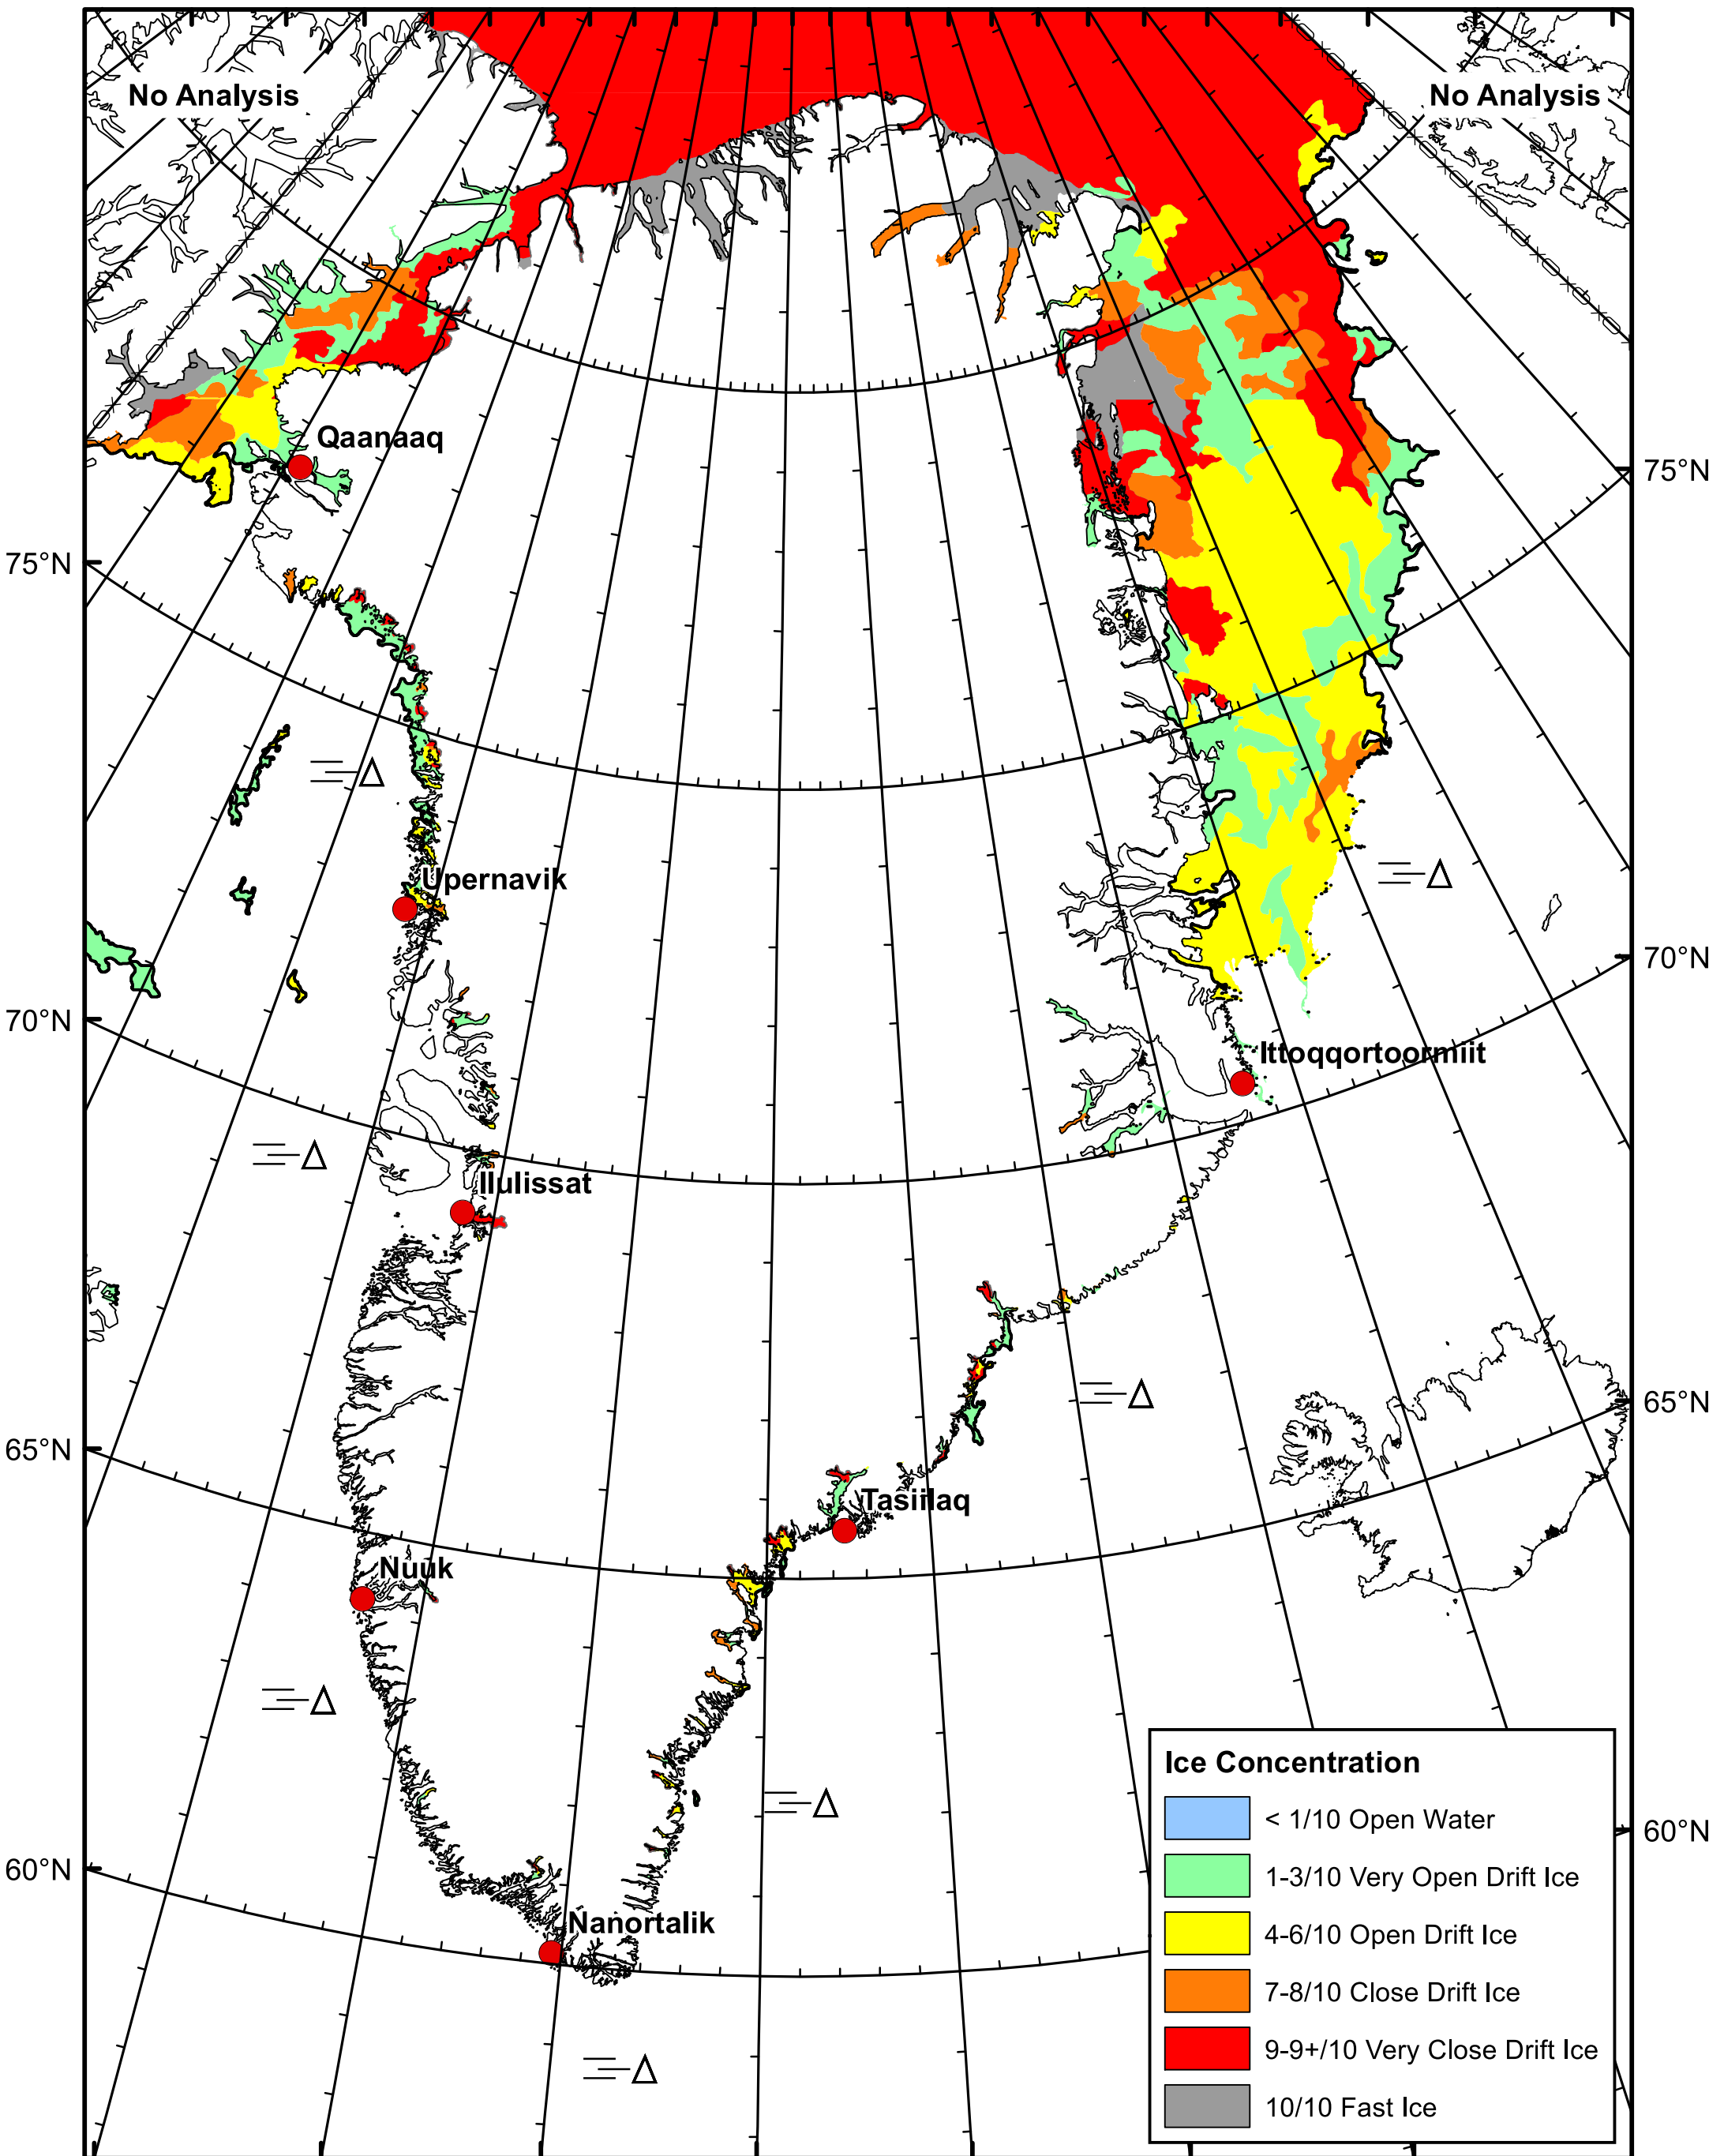 No Analysis
No Analysis
Qaanaaq
75°N
75°N
Upernavik
70°N
70°N
Ittoqqortoormiit
Ilulissat
65°N
65°N
Tasiilaq
Nuuk
Ice Concentration
< 1/10 Open Water
60°N
60°N
1-3/10 Very Open Drift Ice
Nanortalik
4-6/10 Open Drift Ice
7-8/10 Close Drift Ice
9-9+/10 Very Close Drift Ice
10/10 Fast Ice